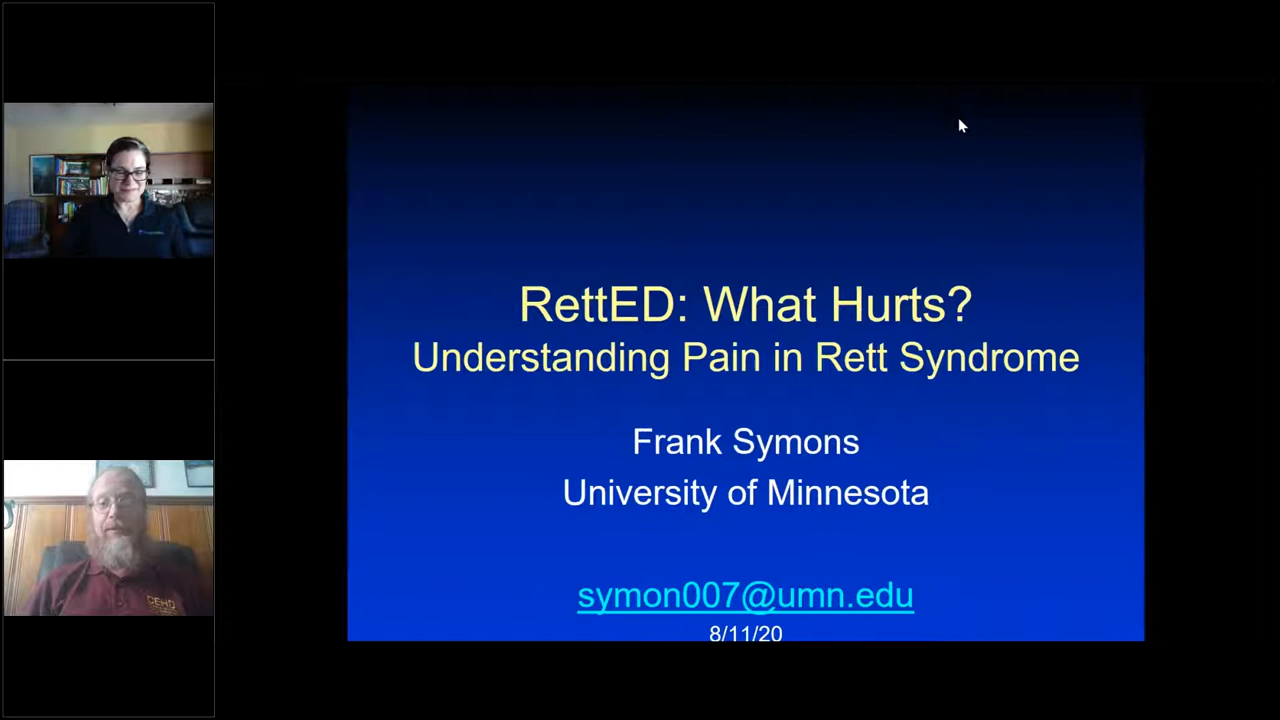 RettED: What Hurts?
Understanding Pain in Rett Syndrome
Frank Symons
University of Minnesota
symon007@umn.edu
8/11/20
CEHD